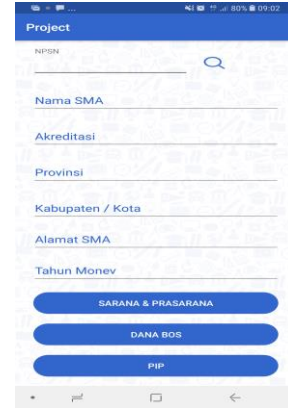 80% 09:02
Project
NPSN
Nama SMA
Akreditasi
Provinsi
Kabupaten / Kota
Alamat SMA
Tahun Monev
SARANA & PRASARANA
DANA BOS
PIP